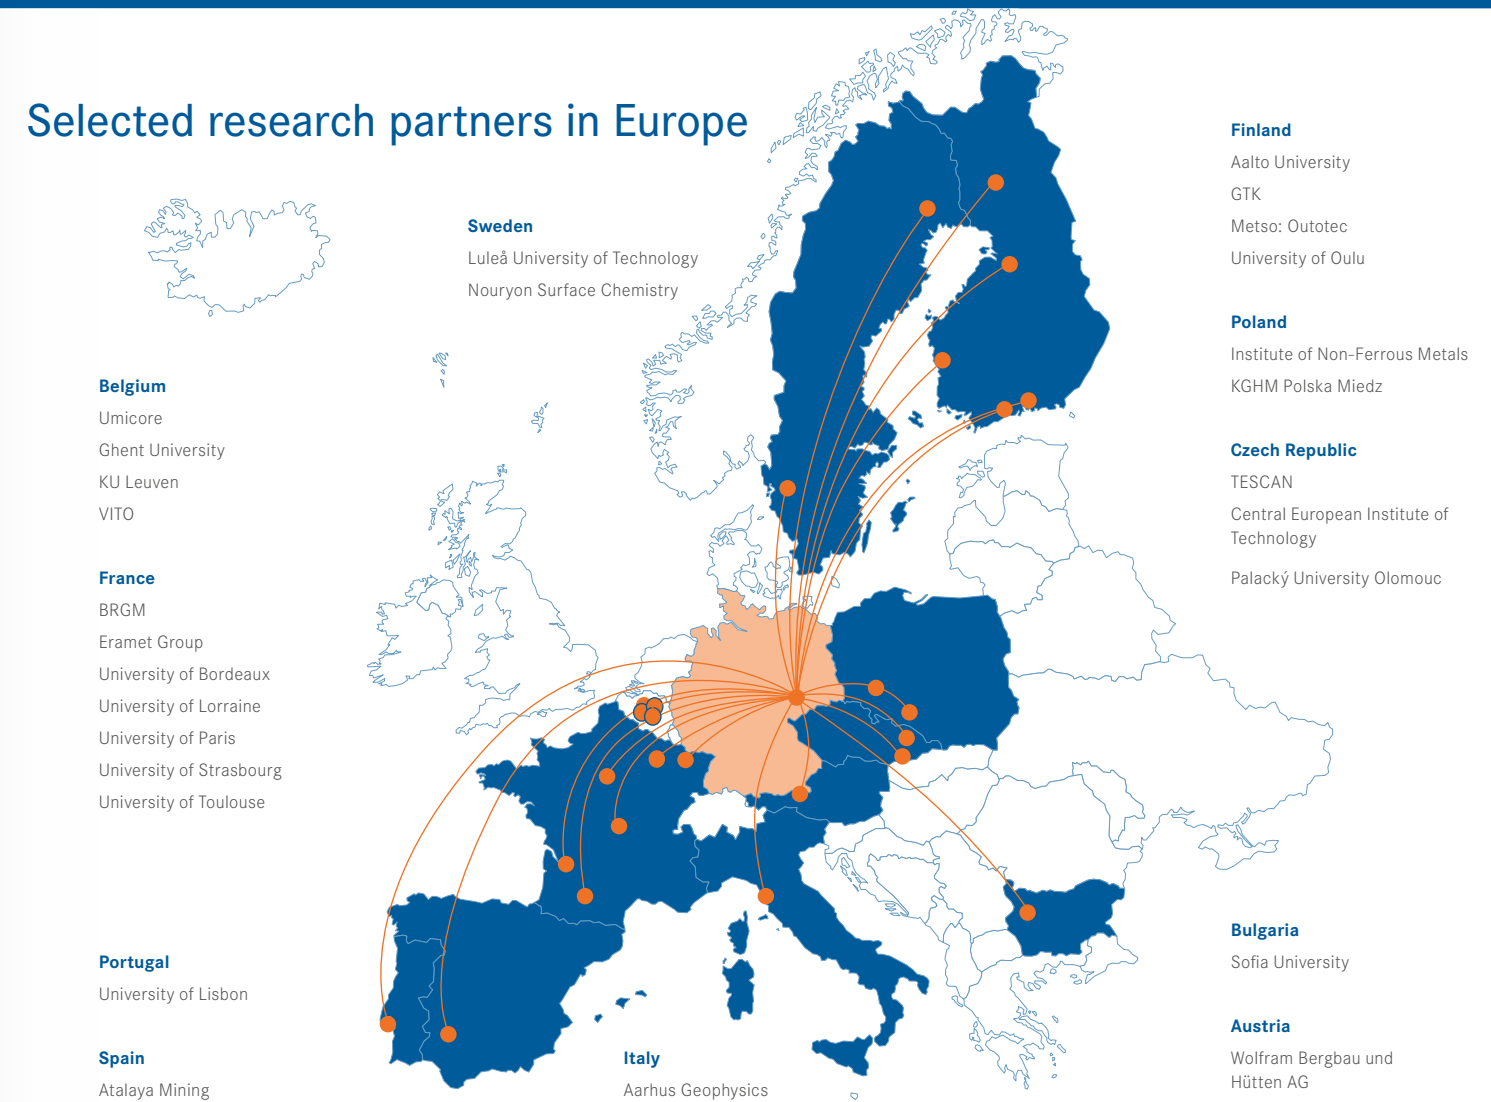 Selected research partners in Europe
Sweden
Luleå University of Technology
Nouryon Surface Chemistry
Belgium
Umicore
Ghent University
KU Leuven
VITO
France
BRGM
Eramet Group
University of Bordeaux
University of Lorraine
University of Paris
University of Strasbourg
University of Toulouse
Portugal
University of Lisbon
Spain
Atalaya Mining
Italy
Aarhus Geophysics
Finland
Aalto University
GTK
Metso: Outotec
University of Oulu
Poland
Institute of Non-Ferrous Metals
KGHM Polska Miedz
Czech Republic
TESCAN
Central European Institute of
Technology
Palacký University Olomouc
Bulgaria
Sofia University
Austria
Wolfram Bergbau und
Hütten AG